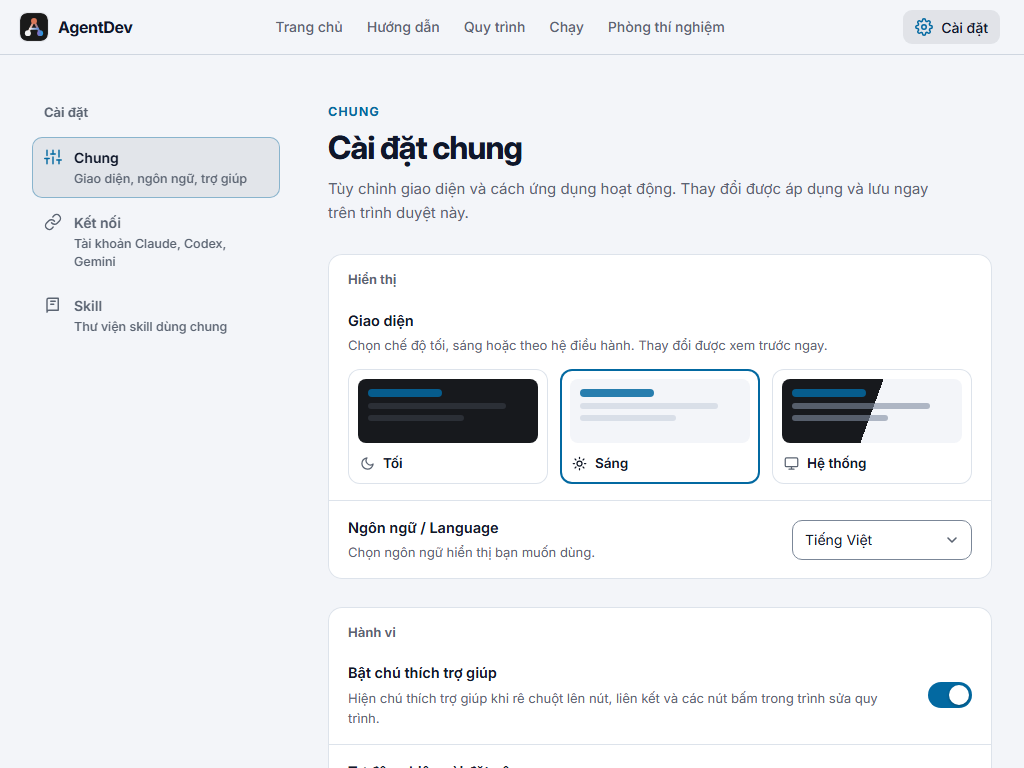 AgentDev
Trang chủ
Hướng dẫn
Quy trình
Chạy
Phòng thí nghiệm
Cài đặt
Cài đặt
Chung
Giao diện, ngôn ngữ, trợ giúp
Kết nối
Tài khoản Claude, Codex,
Gemini
Skill
Thư viện skill dùng chung
CHUNG
Cài đặt chung
Tùy chỉnh giao diện và cách ứng dụng hoạt động. Thay đổi được áp dụng và lưu ngay
trên trình duyệt này.
Hiển thị
Giao diện
Chọn chế độ tối, sáng hoặc theo hệ điều hành. Thay đổi được xem trước ngay.
Tối
Sáng
Hệ thống
Ngôn ngữ / Language
Chọn ngôn ngữ hiển thị bạn muốn dùng.
Tiếng Việt
Hành vi
Bật chú thích trợ giúp
Hiện chú thích trợ giúp khi rê chuột lên nút, liên kết và các nút bấm trong trình sửa quy
trình.